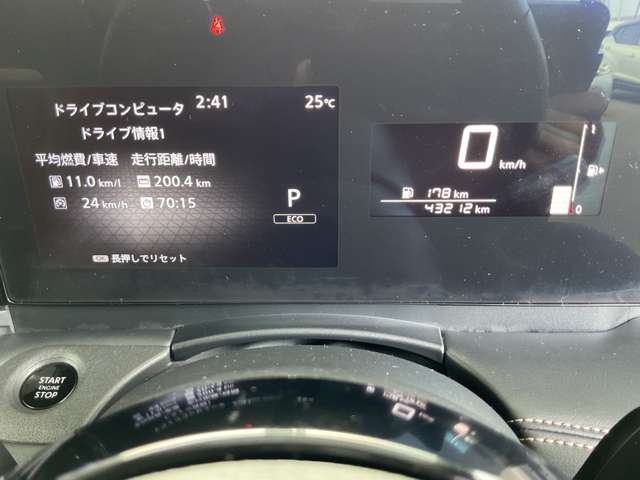 ドライブコンピュータ 2:41 25℃
ドライブ情報1
平均燃費/車速 走行距離/時間
11.0 km/l 200.4 km
24 km/h 70:15
P
ECO
OK 長押しでリセット
0 km/h
178 km
43212 km
1
0
START
ENGINE
STOP